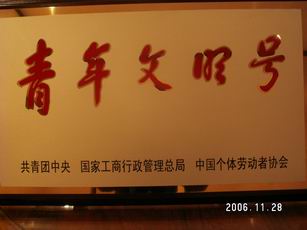 青年文明号
共青团中央 国家工商行政管理总局 中国个体劳动者协会
2006.11.28